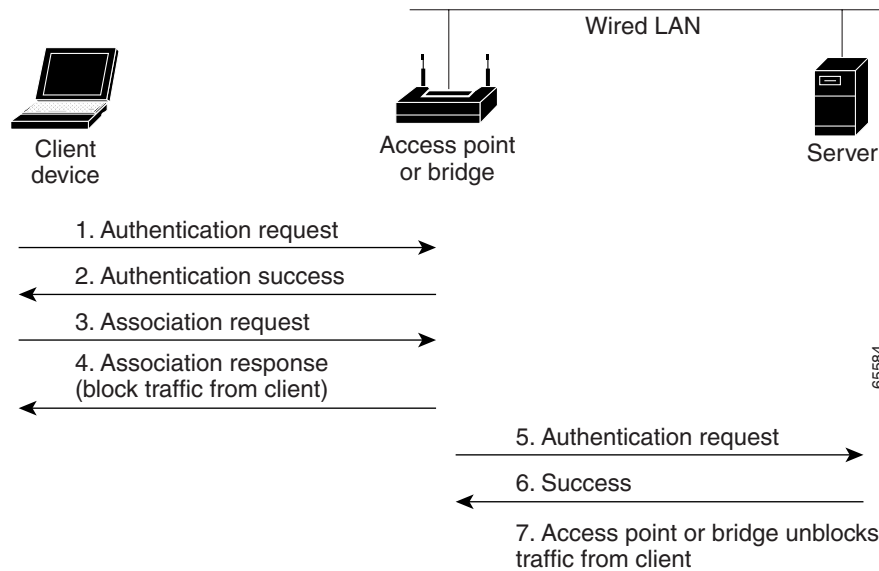 Wired LAN
Client
device
Access point
or bridge
Server
1. Authentication request
2. Authentication success
3. Association request
4. Association response
(block traffic from client)
65584
5. Authentication request
6. Success
7. Access point or bridge unblocks
traffic from client